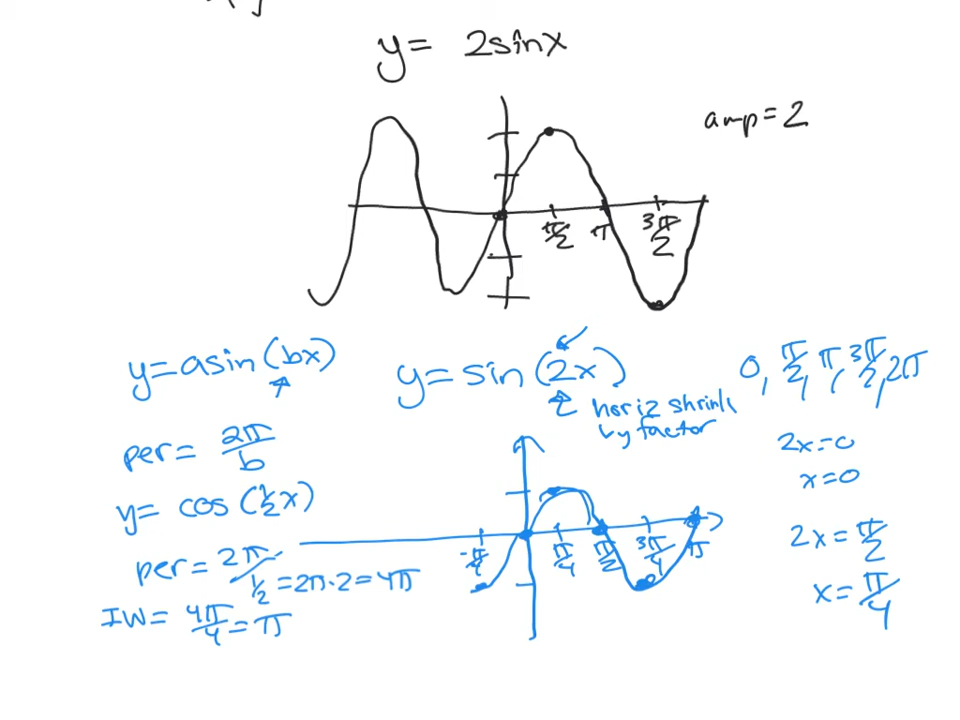 y= 2sinx
amp=2
π/2 π 3π/2
y=asin(bx)
y=sin(2x)
0, π/2, π, 3π/2, 2π
horiz shrink
by factor
per= 2π/b
2x=0
x=0
y= cos(½x)
-π/4 π/4 π/2 3π/4 π
2x=π/2
per= 2π/½ =2π·2=4π
x=π/4
IW= 4π/4=π